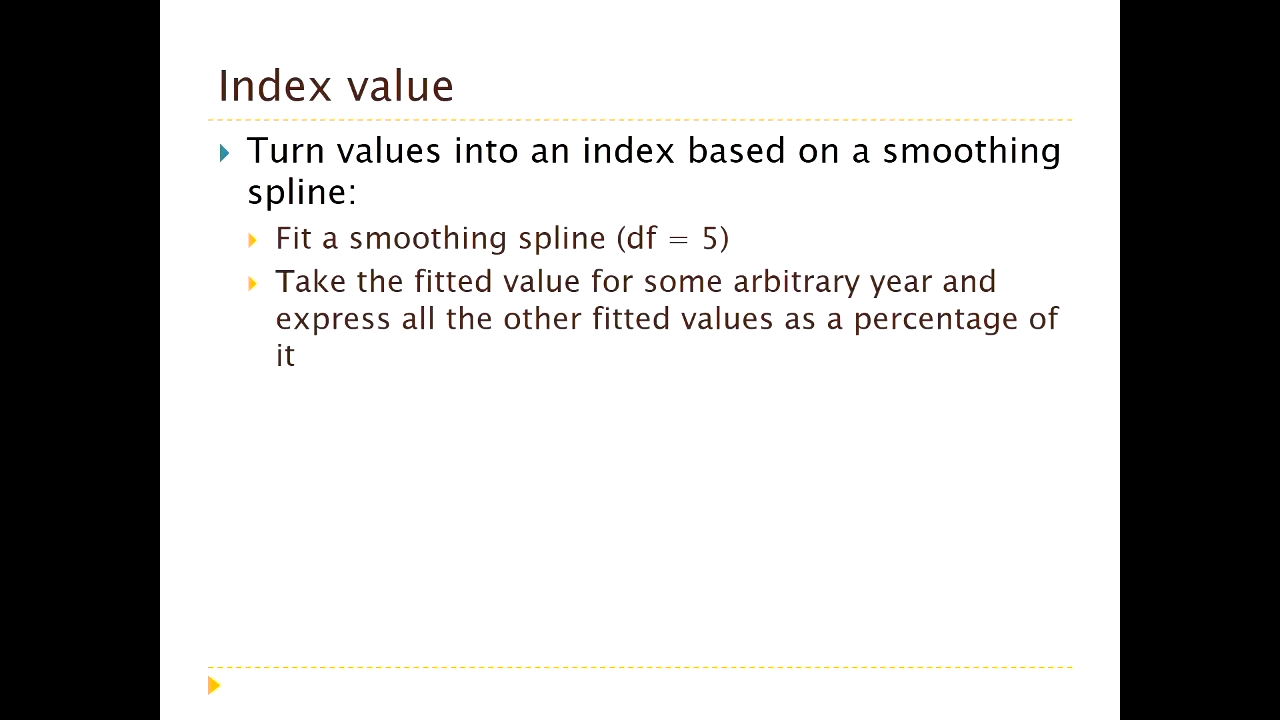 Index value
Turn values into an index based on a smoothing
spline:
Fit a smoothing spline (df = 5)
Take the fitted value for some arbitrary year and
express all the other fitted values as a percentage of
it